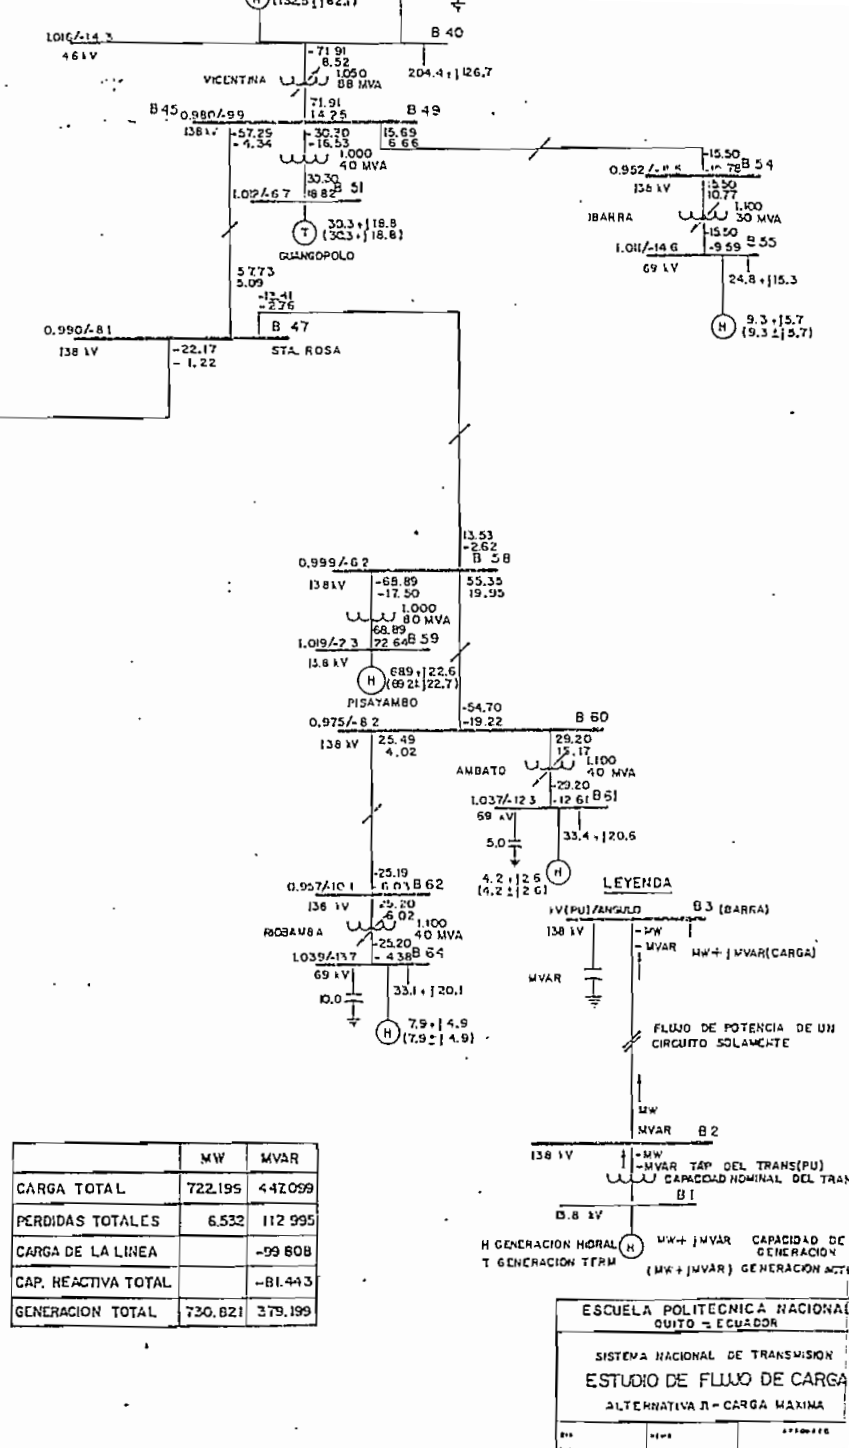 B 40
46 kV
-71.91
8.52
1.050
88 MVA
204.4+j126.7
VICENTINA
71.91
14.25
B 45
0.980/-9.9
B 49
138 kV
-57.29
-4.34
-30.30
-16.53
15.69
6.66
1.000
40 MVA
-15.50
B 54
138 kV
15.50
10.77
1.100
30 MVA
IBARRA
30.30
18.82
B 51
T
30.3+j18.8
(30.3+j18.8)
GUANGOPOLO
-15.50
-9.59
B 55
1.011/-14.6
69 kV
24.8+j15.3
H
9.3+j5.7
(9.3±j5.7)
57.73
5.09
-2.76
0.990/-8.1
B 47
138 kV
STA. ROSA
-22.17
-1.22
13.53
-2.62
B 58
0.999/-6.2
138 kV
-68.89
-17.50
55.35
19.95
1.000
80 MVA
68.89
22.64
B 59
1.019/-2.3
13.8 kV
H
68.9+j22.6
PISAYAMBO
-54.70
-19.22
B 60
0.975/-8.2
138 kV
25.49
4.02
29.20
15.17
1.100
40 MVA
AMBATO
-29.20
-12.61
B 61
1.037/-12.3
69 kV
5.0
33.4+j20.6
H
4.2+j2.6
(4.2±j2.6)
-25.19
B 62
0.957/-10.1
138 kV
25.20
6.02
1.100
40 MVA
RIOBAMBA
-25.20
-4.38
B 64
1.039/-13.7
69 kV
10.0
33.1+j20.1
H
7.9+j4.9
(7.9±j4.9)
LEYENDA
kV(PU)/ANGULO
B3 (BARRA)
138 kV
-MW
-MVAR
MW+jMVAR(CARGA)
MVAR
FLUJO DE POTENCIA DE UN
CIRCUITO SOLAMENTE
MW
MVAR
B 2
138 kV
-MW
-MVAR TAP DEL TRANS(PU)
CAPACIDAD NOMINAL DEL TRAN
B1
13.8 kV
H GENERACION HIDRAL
H
MW+jMVAR CAPACIDAD DE
GENERACION
T GENERACION TERM
(MW+jMVAR) GENERACION ACT
MW MVAR
CARGA TOTAL 722.195 447.099
PERDIDAS TOTALES 6.532 112.995
CARGA DE LA LINEA -99.808
CAP. REACTIVA TOTAL -81.443
GENERACION TOTAL 730.821 379.199
ESCUELA POLITECNICA NACIONAL
QUITO - ECUADOR
SISTEMA NACIONAL DE TRANSMISION
ESTUDIO DE FLUJO DE CARGA
ALTERNATIVA II-CARGA MAXIMA